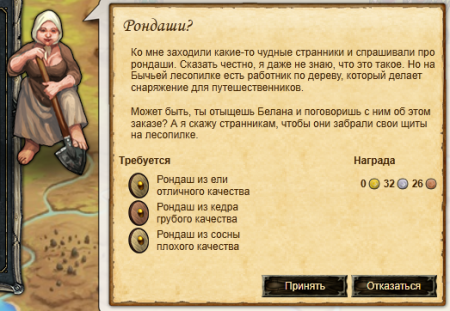 Рондаши?
Ко мне заходили какие-то чудные странники и спрашивали про
рондаши. Сказать честно, я даже не знаю, что это такое. Но на
Бычьей лесопилке есть работник по дереву, который делает
снаряжение для путешественников.
Может быть, ты отыщешь Белана и поговоришь с ним об этом
заказе? А я скажу странникам, чтобы они забрали свои щиты
на лесопилке.
Требуется Награда
Рондаш из ели
отличного качества
0 32 26
Рондаш из кедра
грубого качества
Рондаш из сосны
плохого качества
Принять Отказаться